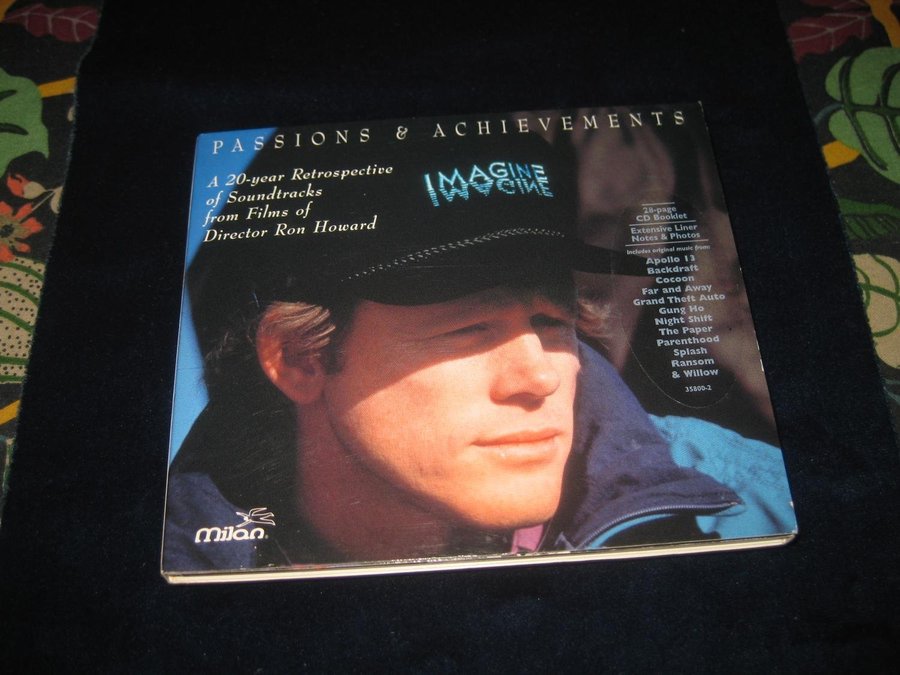 PASSIONS & ACHIEVEMENTS
A 20-year Retrospective
of Soundtracks
from Films of
Director Ron Howard
IMAGINE
IMAGINE
28-page
CD Booklet
Extensive Liner
Notes & Photos
Includes original music from:
Apollo 13
Backdraft
Cocoon
Far and Away
Grand Theft Auto
Gung Ho
Night Shift
The Paper
Parenthood
Splash
Ransom
& Willow
35800-2
Milan®